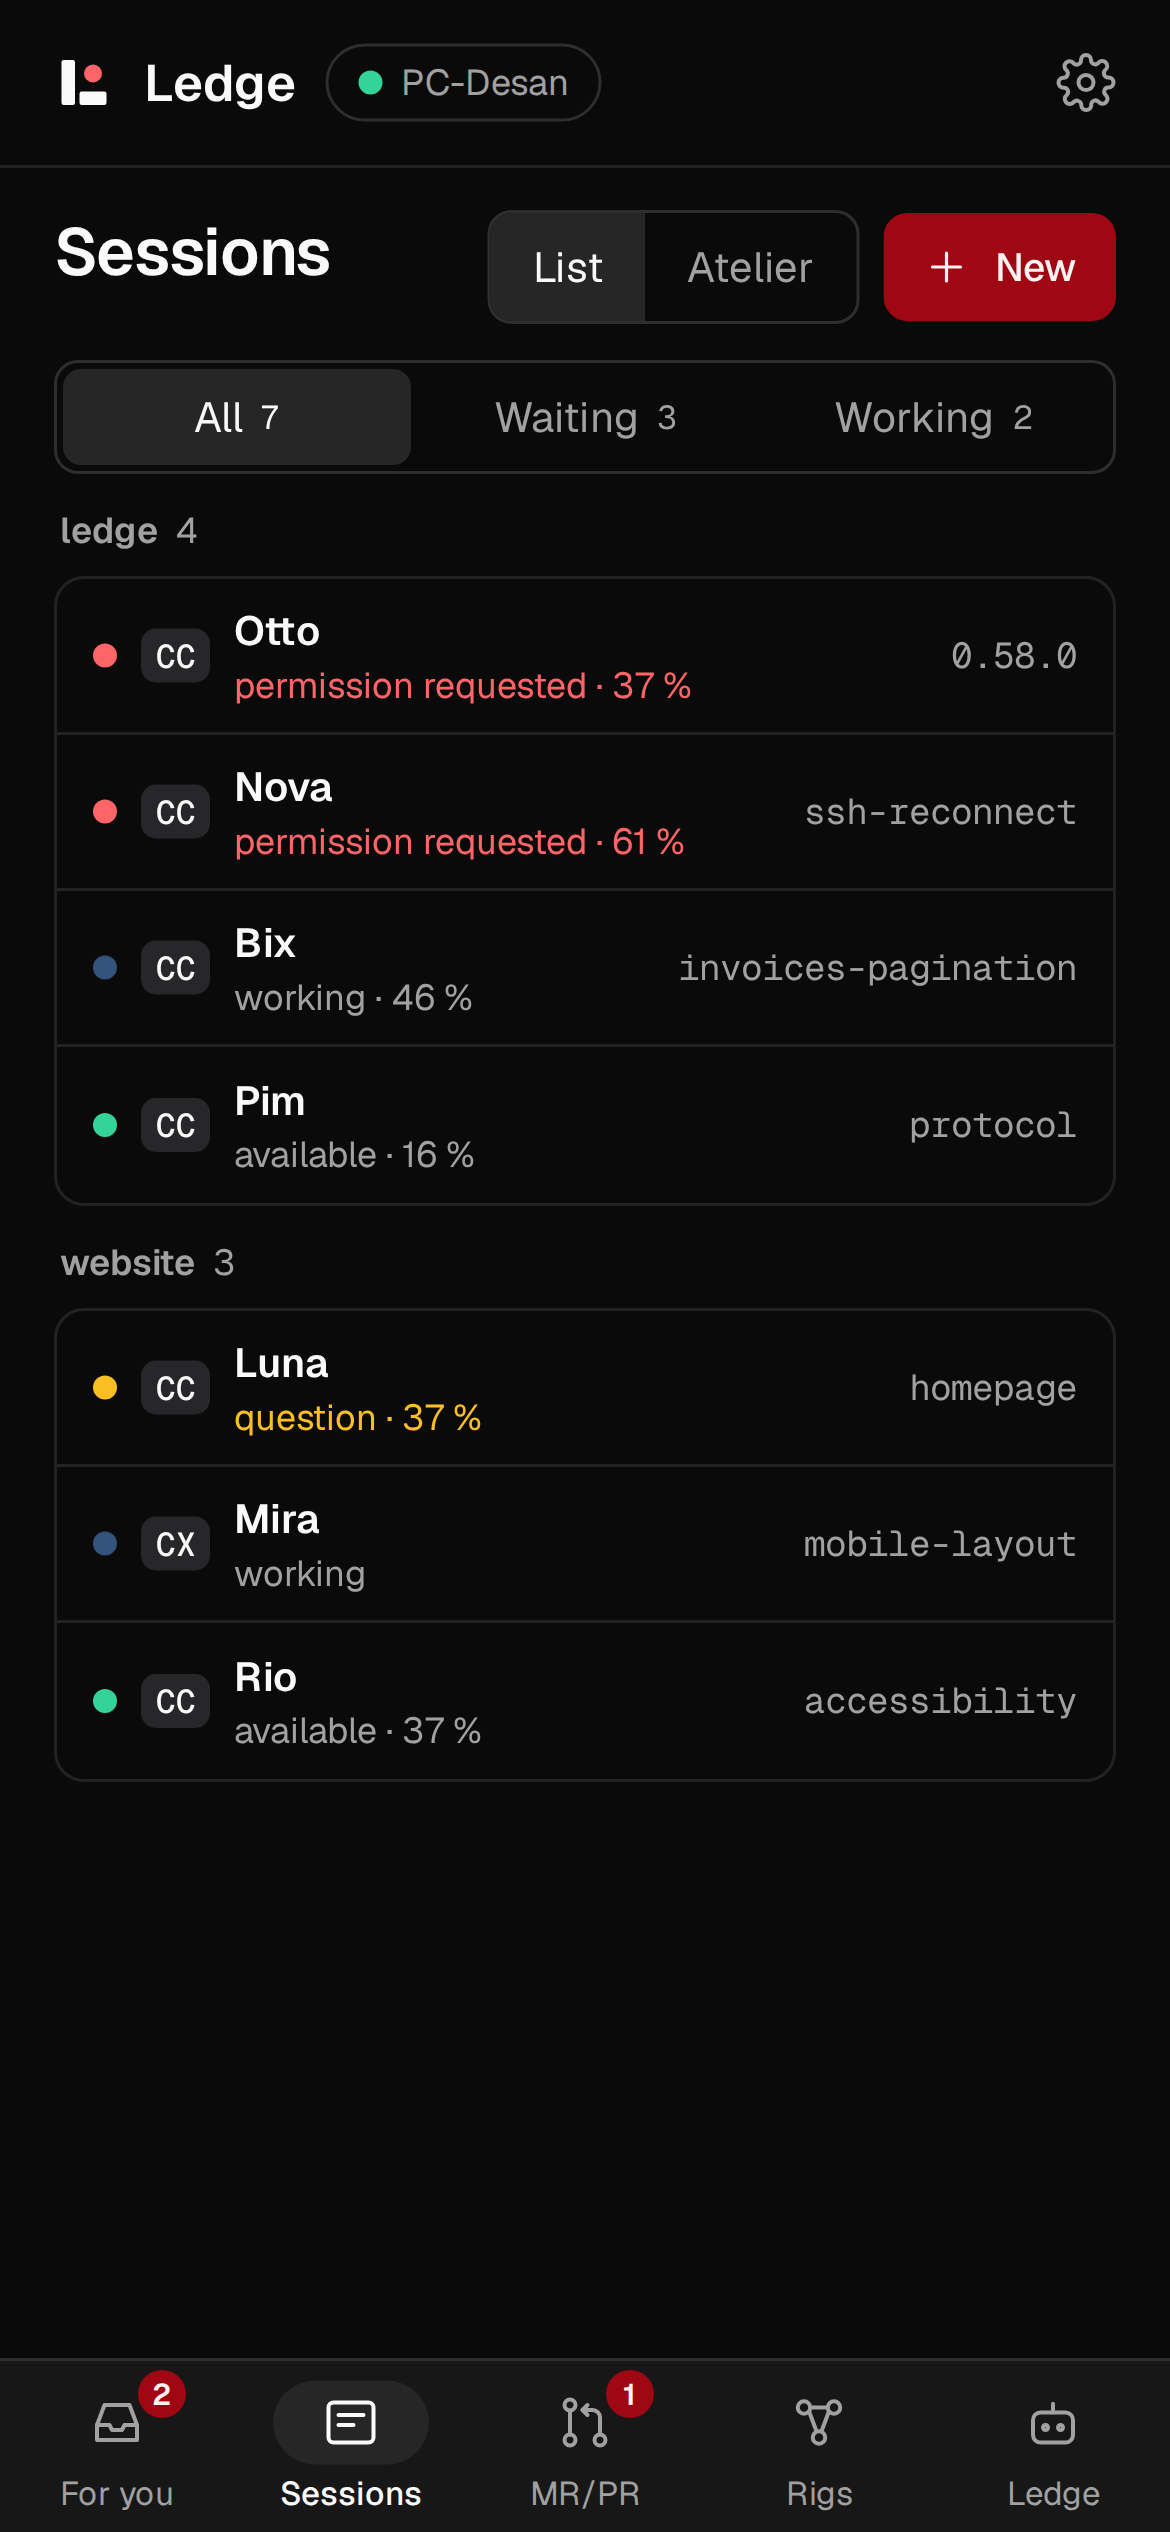 Ledge PC-Desan
Sessions List Atelier + New
All 7 Waiting 3 Working 2
ledge 4
CC Otto 0.58.0
permission requested · 37 %
CC Nova ssh-reconnect
permission requested · 61 %
CC Bix invoices-pagination
working · 46 %
CC Pim protocol
available · 16 %
website 3
CC Luna homepage
question · 37 %
CX Mira mobile-layout
working
CC Rio accessibility
available · 37 %
2 1
For you Sessions MR/PR Rigs Ledge